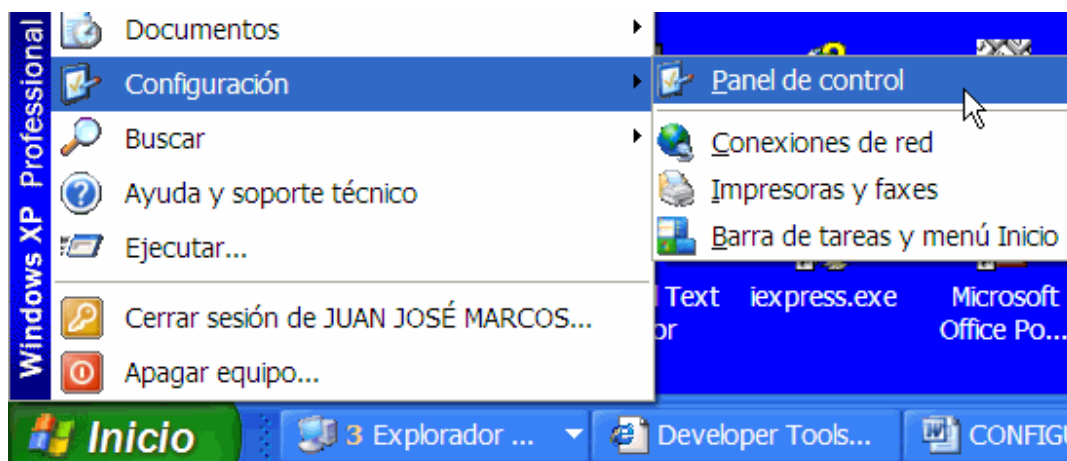 Windows XP Professional
Documentos
Configuración
Buscar
Ayuda y soporte técnico
Ejecutar...
Cerrar sesión de JUAN JOSÉ MARCOS...
Apagar equipo...
Panel de control
Conexiones de red
Impresoras y faxes
Barra de tareas y menú Inicio
Text
or
iexpress.exe
Microsoft
Office Po...
Inicio
3 Explorador ...
Developer Tools...
CONFIGU